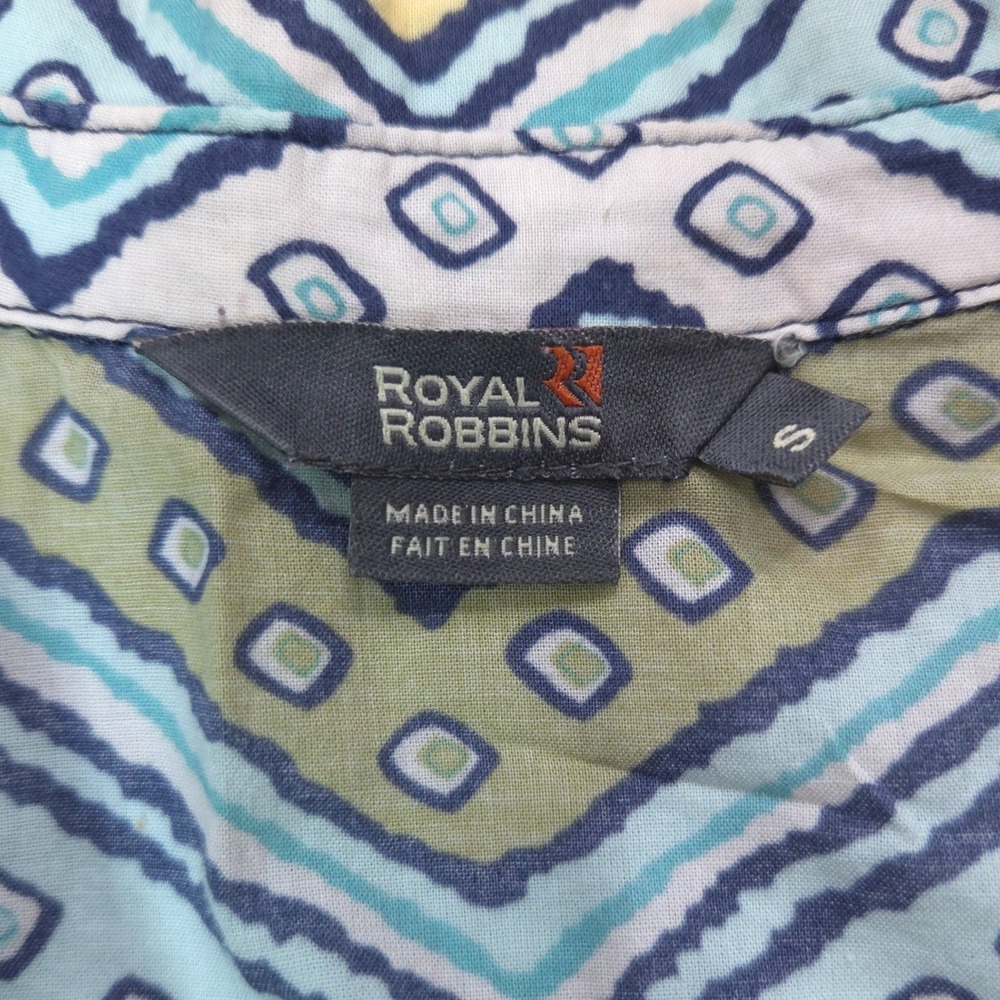 ROYAL
ROBBINS
S
MADE IN CHINA
FAIT EN CHINE